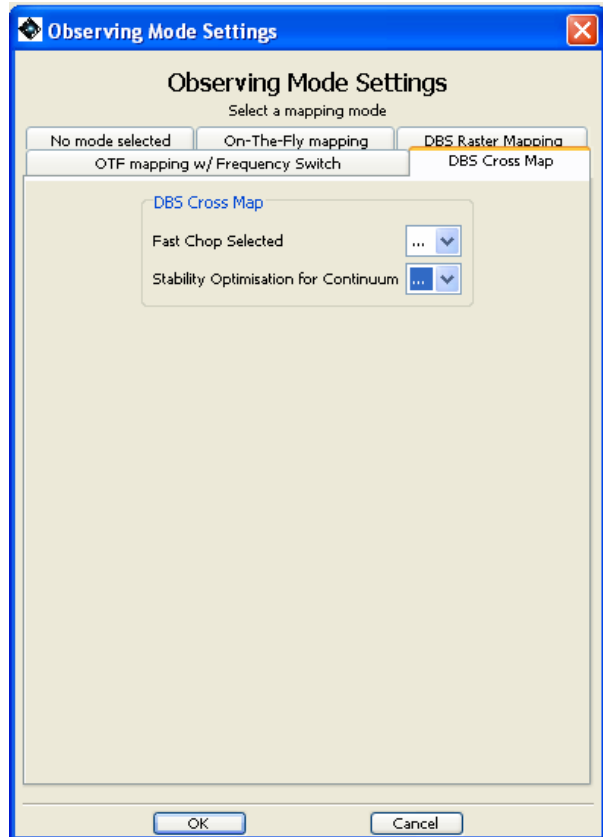 Observing Mode Settings
Observing Mode Settings
Select a mapping mode
No mode selected On-The-Fly mapping DBS Raster Mapping
OTF mapping w/ Frequency Switch DBS Cross Map
DBS Cross Map
Fast Chop Selected ...
Stability Optimisation for Continuum ...
OK Cancel